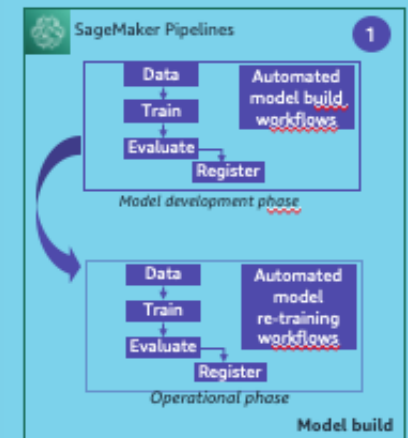 SageMaker Pipelines
1
Data
Train
Evaluate
Register
Automated
model build
workflows
Model development phase
Data
Train
Evaluate
Register
Automated
model
re-training
workflows
Operational phase
Model build